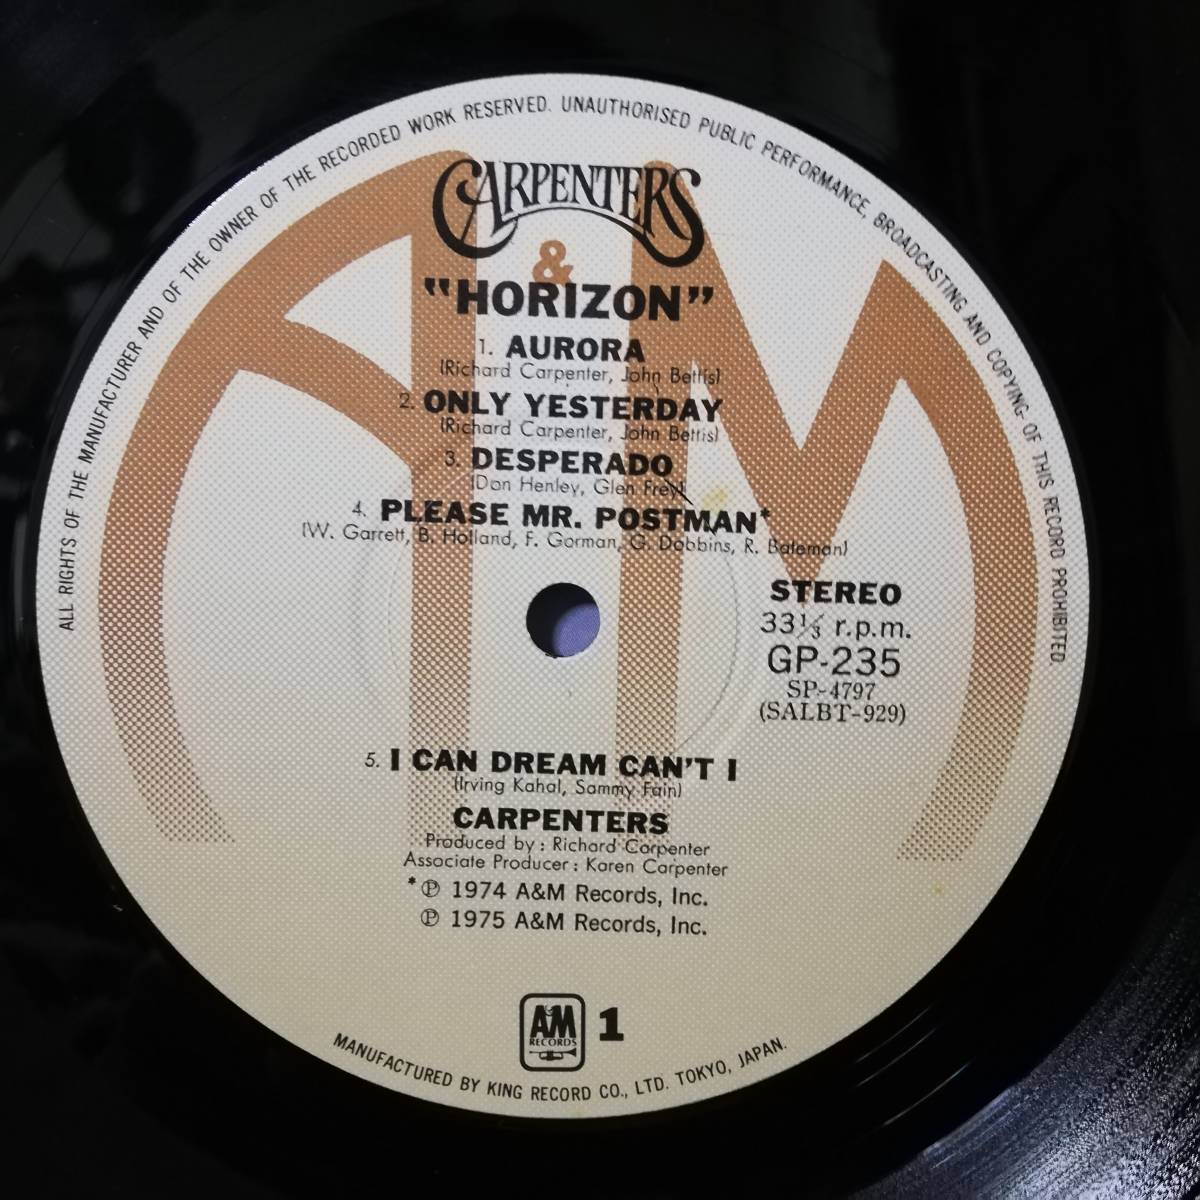 ALL RIGHTS OF THE MANUFACTURER AND OF THE OWNER OF THE RECORDED WORK RESERVED. UNAUTHORISED PUBLIC PERFORMANCE, BROADCASTING AND COPYING OF THIS RECORD PROHIBITED
CARPENTERS
&
"HORIZON"
1. AURORA
(Richard Carpenter, John Bettis)
2. ONLY YESTERDAY
(Richard Carpenter, John Bettis)
3. DESPERADO
(Don Henley, Glen Frey)
4. PLEASE MR. POSTMAN*
(W. Garrett, B. Holland, F. Gorman, G. Dobbins, R. Bateman)
STEREO
33⅓ r.p.m.
GP-235
SP-4797
(SALBT-929)
5. I CAN DREAM CAN'T I
(Irving Kahal, Sammy Fain)
CARPENTERS
Produced by : Richard Carpenter
Associate Producer : Karen Carpenter
*℗ 1974 A&M Records, Inc.
℗ 1975 A&M Records, Inc.
A&M 1
RECORDS
MANUFACTURED BY KING RECORD CO., LTD. TOKYO, JAPAN.